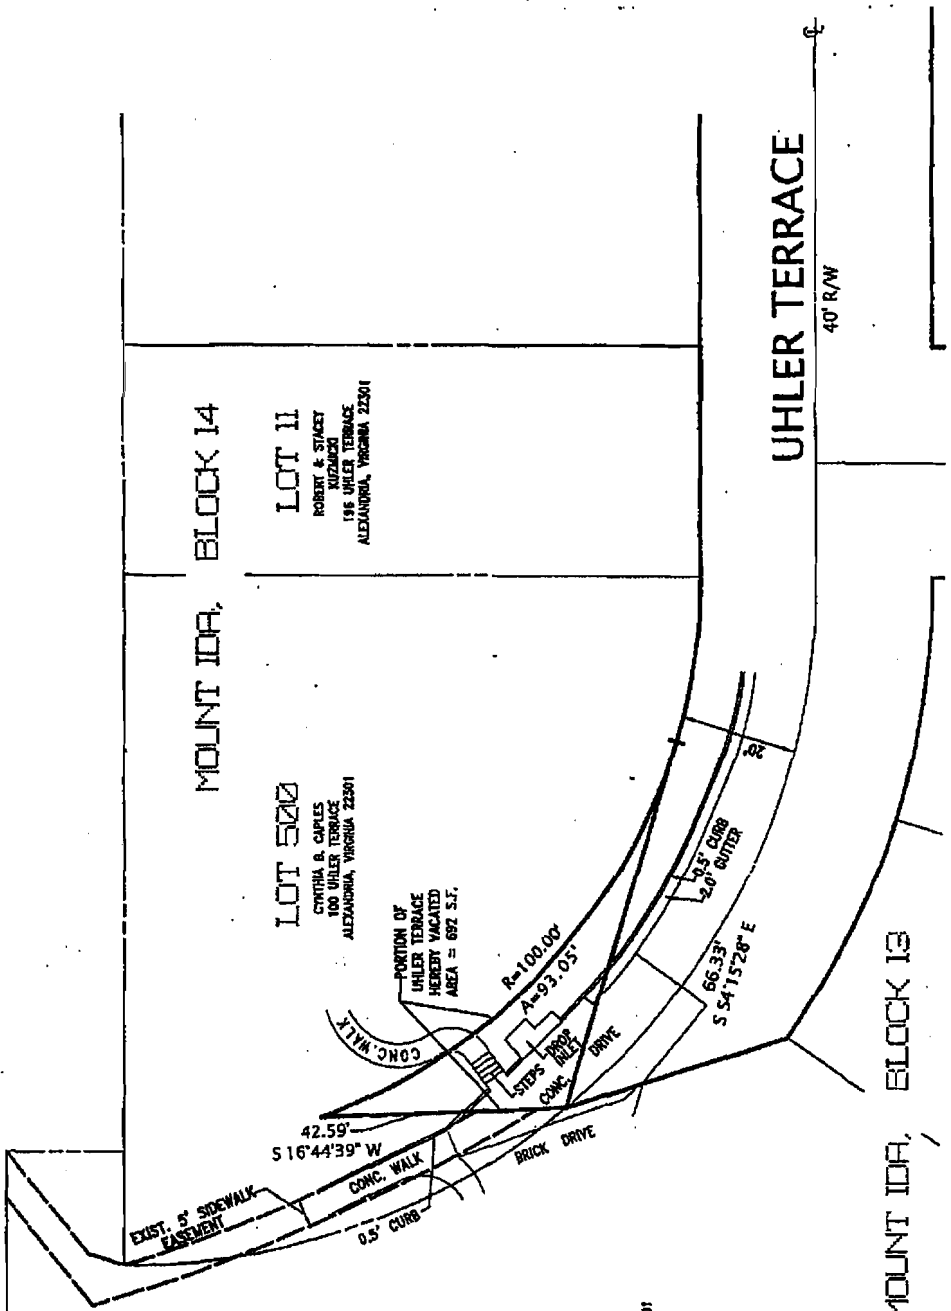 ℄
UHLER TERRACE
40' R/W
MOUNT IDA, BLOCK 14
LOT 11
ROBERT & STACEY
KUZMICKI
196 UHLER TERRACE
ALEXANDRIA, VIRGINIA 22301
LOT 500
CYNTHIA B. CAPLES
100 UHLER TERRACE
ALEXANDRIA, VIRGINIA 22301
PORTION OF
UHLER TERRACE
HEREBY VACATED
AREA = 692 S.F.
R=100.00'
A=93.05'
CONC. WALK
STEPS
DROP
INLET
CONC. DRIVE
20'
0.5' CURB
2.0' GUTTER
66.33'
S 54°15'28" E
42.59'
S 16°44'39" W
CONC. WALK
BRICK DRIVE
EXIST. 5' SIDEWALK
EASEMENT
0.5' CURB
MOUNT IDA, BLOCK 13